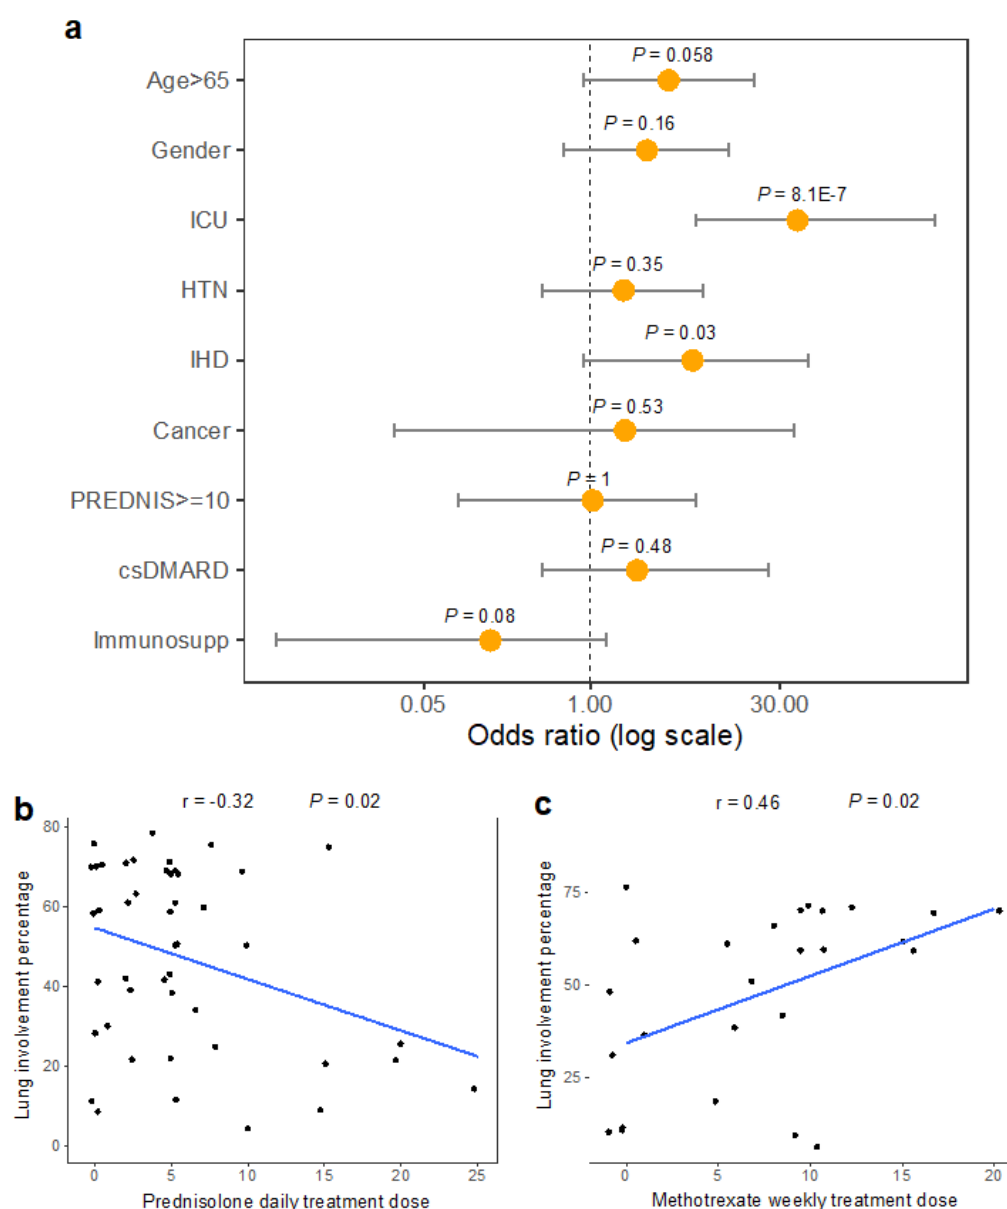 a
P = 0.058
Age>65
P = 0.16
Gender
P = 8.1E-7
ICU
P = 0.35
HTN
P = 0.03
IHD
P = 0.53
Cancer
P = 1
PREDNIS>=10
P = 0.48
csDMARD
P = 0.08
Immunosupp
0.05 1.00 30.00
Odds ratio (log scale)
b r = -0.32 P = 0.02
80
60
40
20
0
Lung involvement percentage
0 5 10 15 20 25
Prednisolone daily treatment dose
c r = 0.46 P = 0.02
75
50
25
Lung involvement percentage
0 5 10 15 20
Methotrexate weekly treatment dose